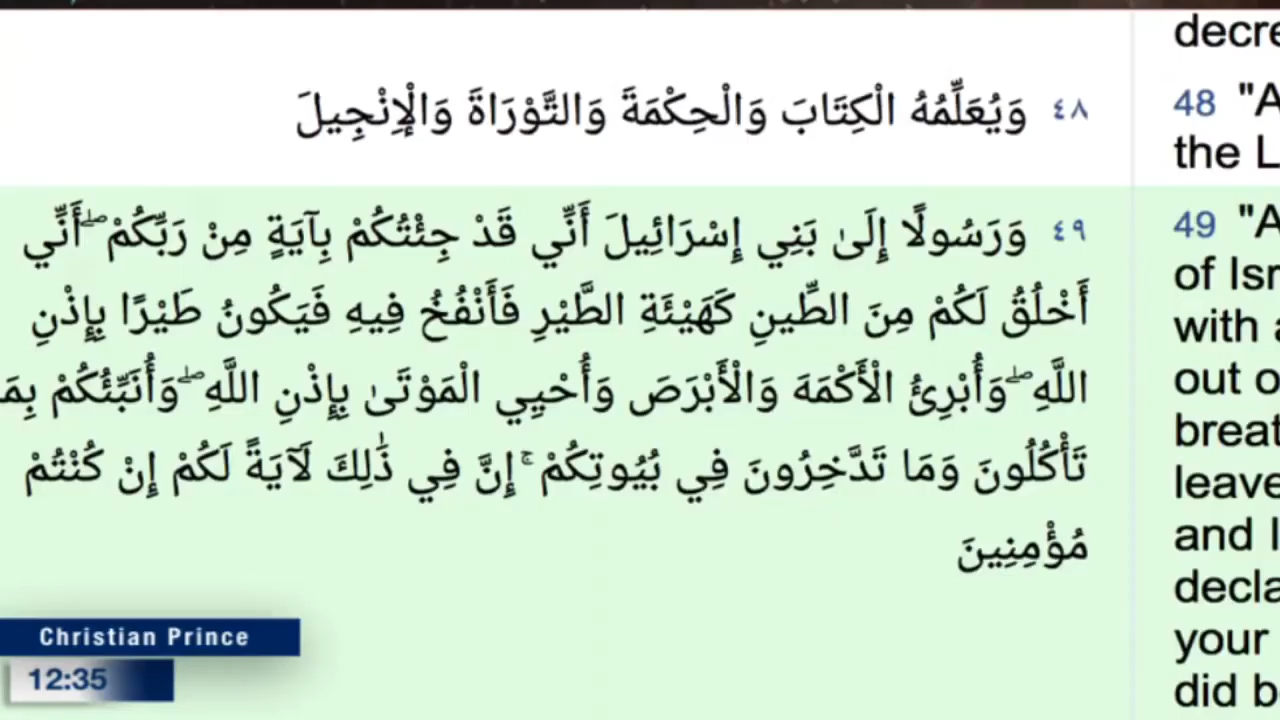 ٤٨ وَيُعَلِّمُهُ الْكِتَابَ وَالْحِكْمَةَ وَالتَّوْرَاةَ وَالْإِنْجِيلَ
٤٩ وَرَسُولًا إِلَىٰ بَنِي إِسْرَائِيلَ أَنِّي قَدْ جِئْتُكُمْ بِآيَةٍ مِنْ رَبِّكُمْ ۖ أَنِّي
أَخْلُقُ لَكُمْ مِنَ الطِّينِ كَهَيْئَةِ الطَّيْرِ فَأَنْفُخُ فِيهِ فَيَكُونُ طَيْرًا بِإِذْنِ
اللَّهِ ۖ وَأُبْرِئُ الْأَكْمَهَ وَالْأَبْرَصَ وَأُحْيِي الْمَوْتَىٰ بِإِذْنِ اللَّهِ ۖ وَأُنَبِّئُكُمْ بِمَ
تَأْكُلُونَ وَمَا تَدَّخِرُونَ فِي بُيُوتِكُمْ ۚ إِنَّ فِي ذَٰلِكَ لَآيَةً لَكُمْ إِنْ كُنْتُمْ
مُؤْمِنِينَ
decre
48 "A
the L
49 "A
of Isr
with a
out o
breat
leave
and I
decla
your
did b
Christian Prince
12:35